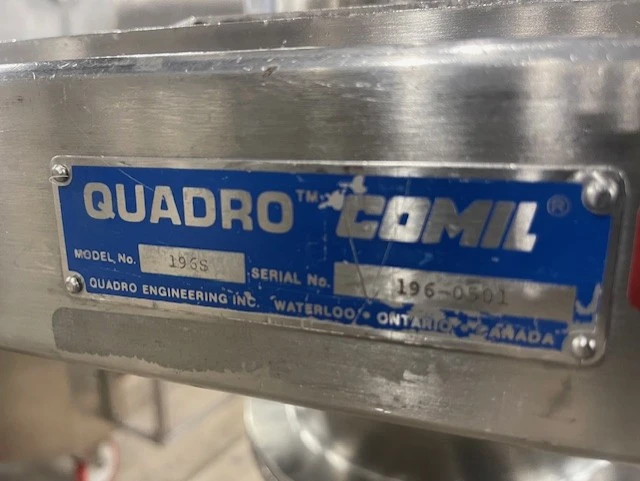 QUADRO™ COMIL®
MODEL No. 196S SERIAL No. 196-0501
QUADRO ENGINEERING INC. WATERLOO • ONTARIO • CANADA